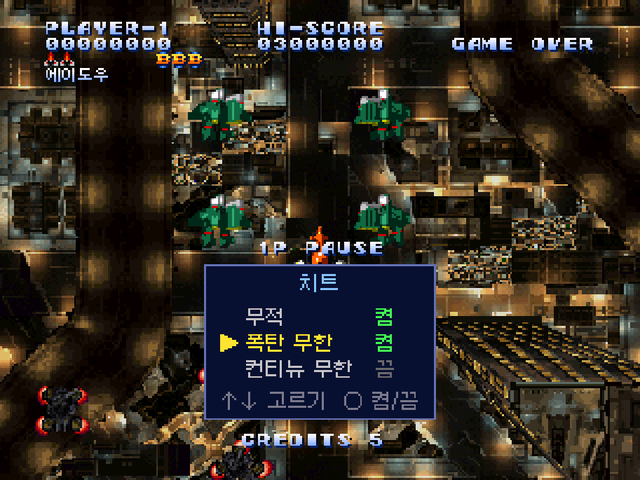 PLAYER-1 HI-SCORE
00000000 03000000 GAME OVER
BBB
에이도우
1P PAUSE
치트
무적 켬
▶ 폭탄 무한 켬
컨티뉴 무한 끔
↑↓ 고르기 ○ 켬/끔
CREDITS 5